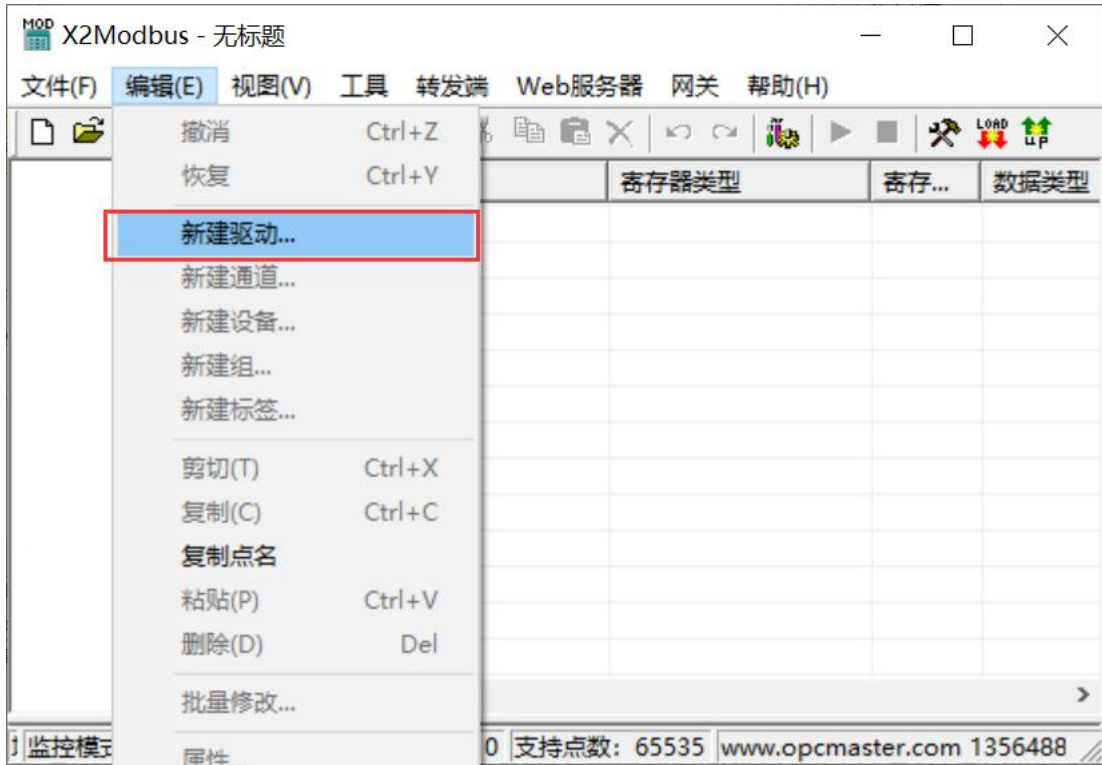 MOD X2Modbus - 无标题
文件(F) 编辑(E) 视图(V) 工具 转发端 Web服务器 网关 帮助(H)
撤消 Ctrl+Z
LOAD UP
恢复 Ctrl+Y
寄存器类型 寄存... 数据类型
新建驱动...
新建通道...
新建设备...
新建组...
新建标签...
剪切(T) Ctrl+X
复制(C) Ctrl+C
复制点名
粘贴(P) Ctrl+V
删除(D) Del
批量修改...
属性...
监控模式 0 支持点数: 65535 www.opcmaster.com 1356488